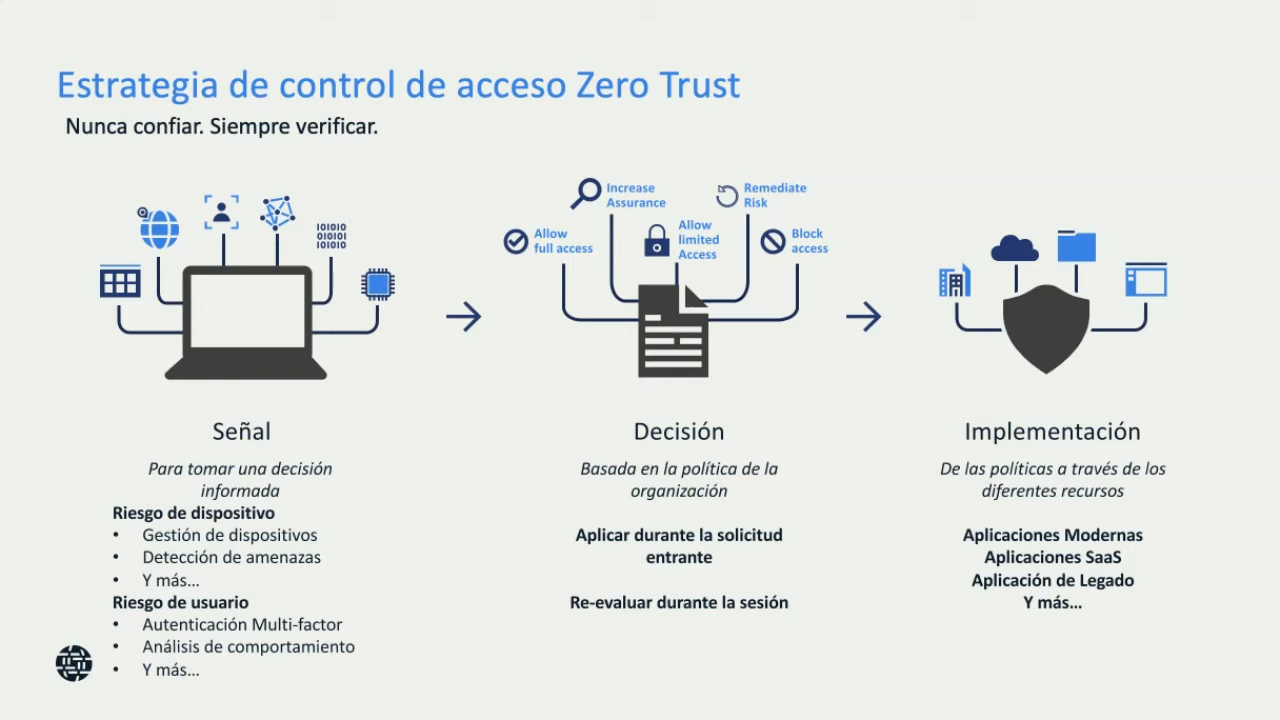 Estrategia de control de acceso Zero Trust
Nunca confiar. Siempre verificar.
010101
010101
101010
Increase
Assurance
Remediate
Risk
Allow
full access
Allow
limited
Access
Block
access
Señal
Para tomar una decisión
informada
Riesgo de dispositivo
• Gestión de dispositivos
• Detección de amenazas
• Y más...
Riesgo de usuario
• Autenticación Multi-factor
• Análisis de comportamiento
• Y más...
Decisión
Basada en la política de la
organización
Aplicar durante la solicitud
entrante
Re-evaluar durante la sesión
Implementación
De las políticas a través de los
diferentes recursos
Aplicaciones Modernas
Aplicaciones SaaS
Aplicación de Legado
Y más...